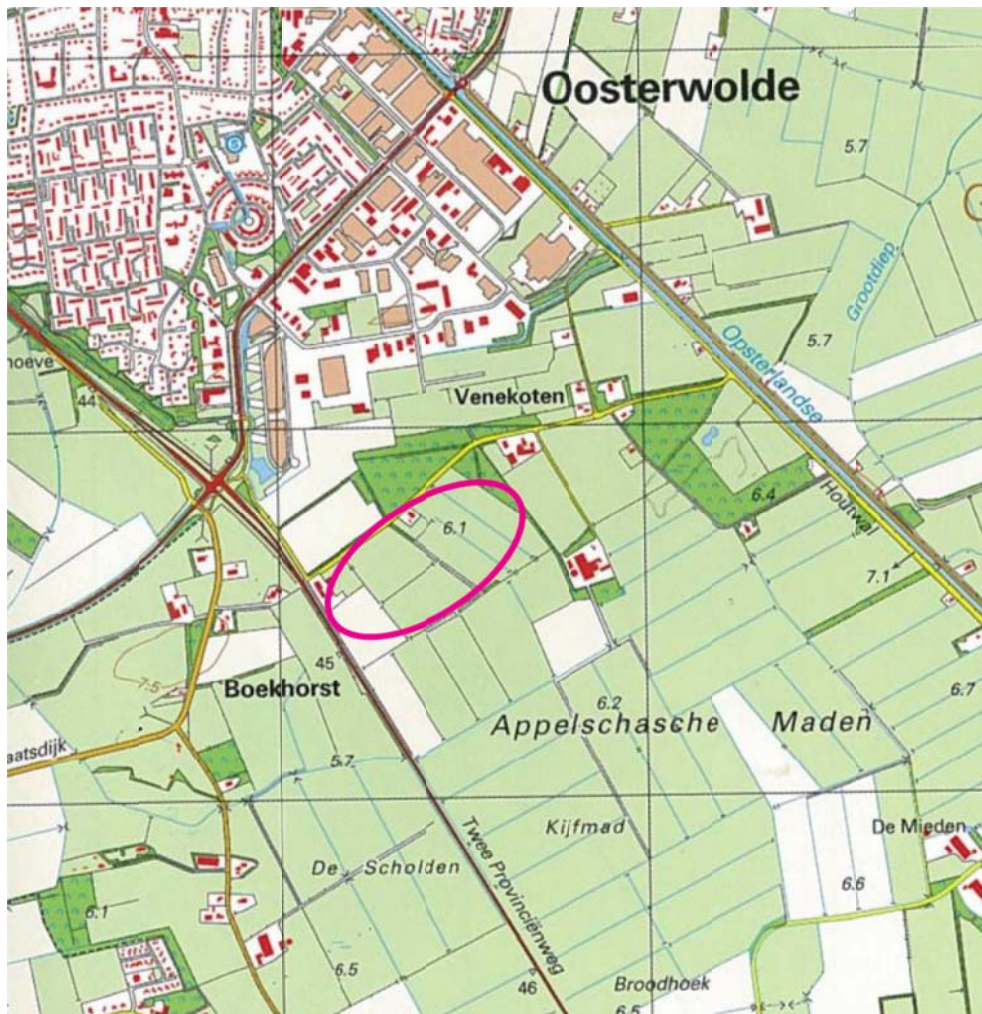 Oosterwolde
5.7
Grootdiep
5.7
Opsterlandse
hoeve
44
Venekoten
6.4
Houtwal
6.1
7.1
45
Boekhorst
7.5
6.2
6.7
Appelschasche Maden
aatsdijk
5.7
Twee Provinciënweg
Kijfmad
De Mieden
De Scholden
6.6
6.1
6.5
46
Broodhoek
6.5